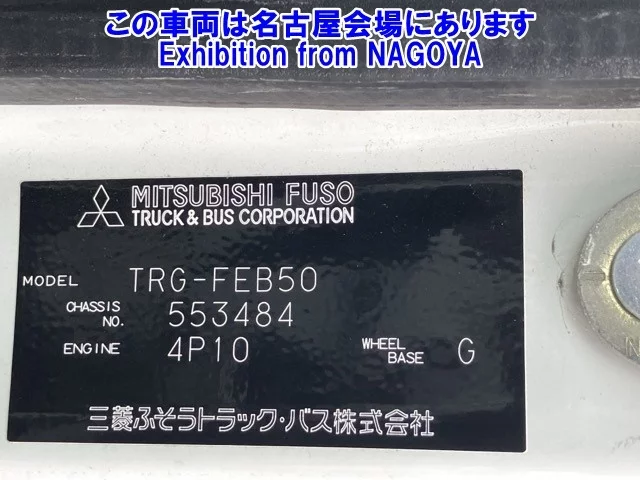 この車両は名古屋会場にあります
Exhibition from NAGOYA
MITSUBISHI FUSO
TRUCK & BUS CORPORATION
MODEL TRG-FEB50
CHASSIS NO. 553484
ENGINE 4P10 WHEEL BASE G
三菱ふそうトラック・バス株式会社
N